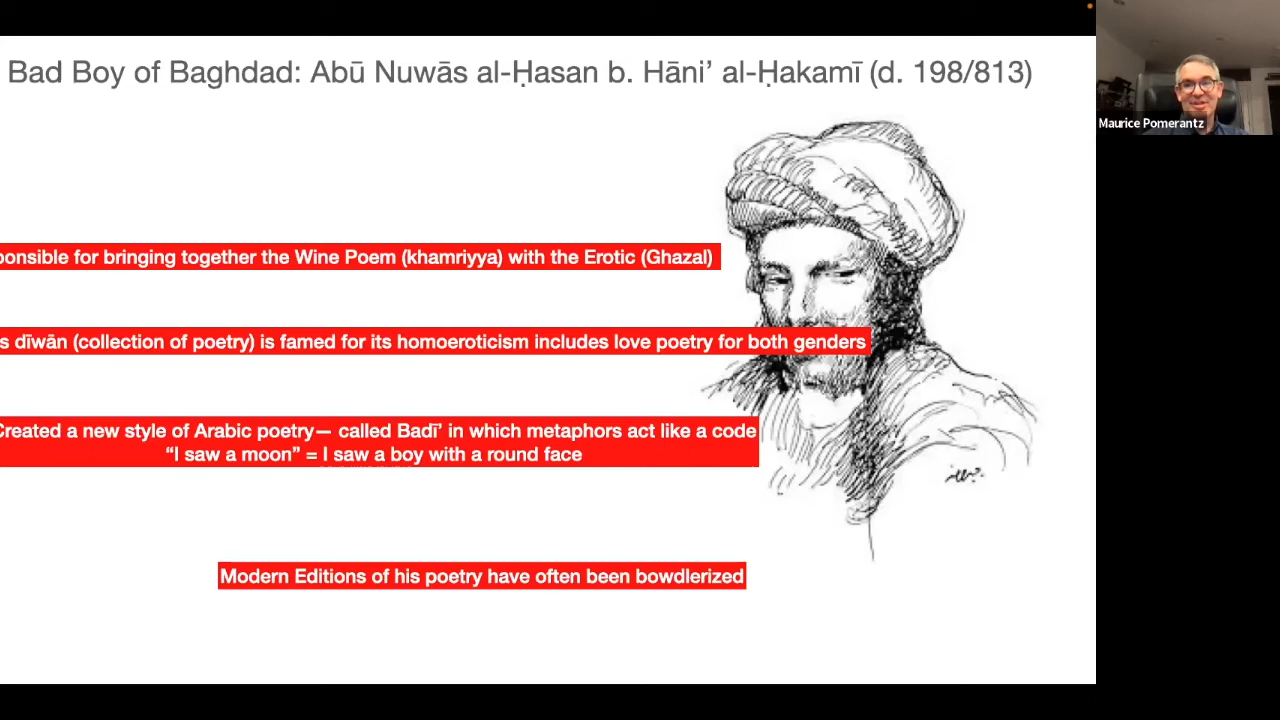 Bad Boy of Baghdad: Abū Nuwās al-Ḥasan b. Hāni’ al-Ḥakamī (d. 198/813)
Maurice Pomerantz
for bringing together the Wine Poem (khamriyya) with the Erotic (Ghazal)
dīwān (collection of poetry) is famed for its homoeroticism includes love poetry for both genders
Created a new style of Arabic poetry— called Badī’ in which metaphors act like a code
“I saw a moon” = I saw a boy with a round face
Modern Editions of his poetry have often been bowdlerized